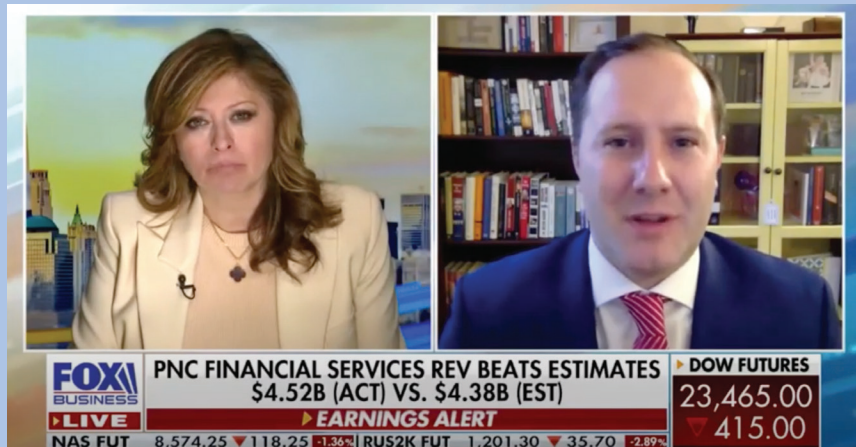 FOX
BUSINESS
LIVE
PNC FINANCIAL SERVICES REV BEATS ESTIMATES
$4.52B (ACT) VS. $4.38B (EST)
EARNINGS ALERT
DOW FUTURES
23,465.00
415.00
NAS FUT 8,574.25 118.25 -1.36% RUS2K FUT 1,201.30 35.70 -2.89%